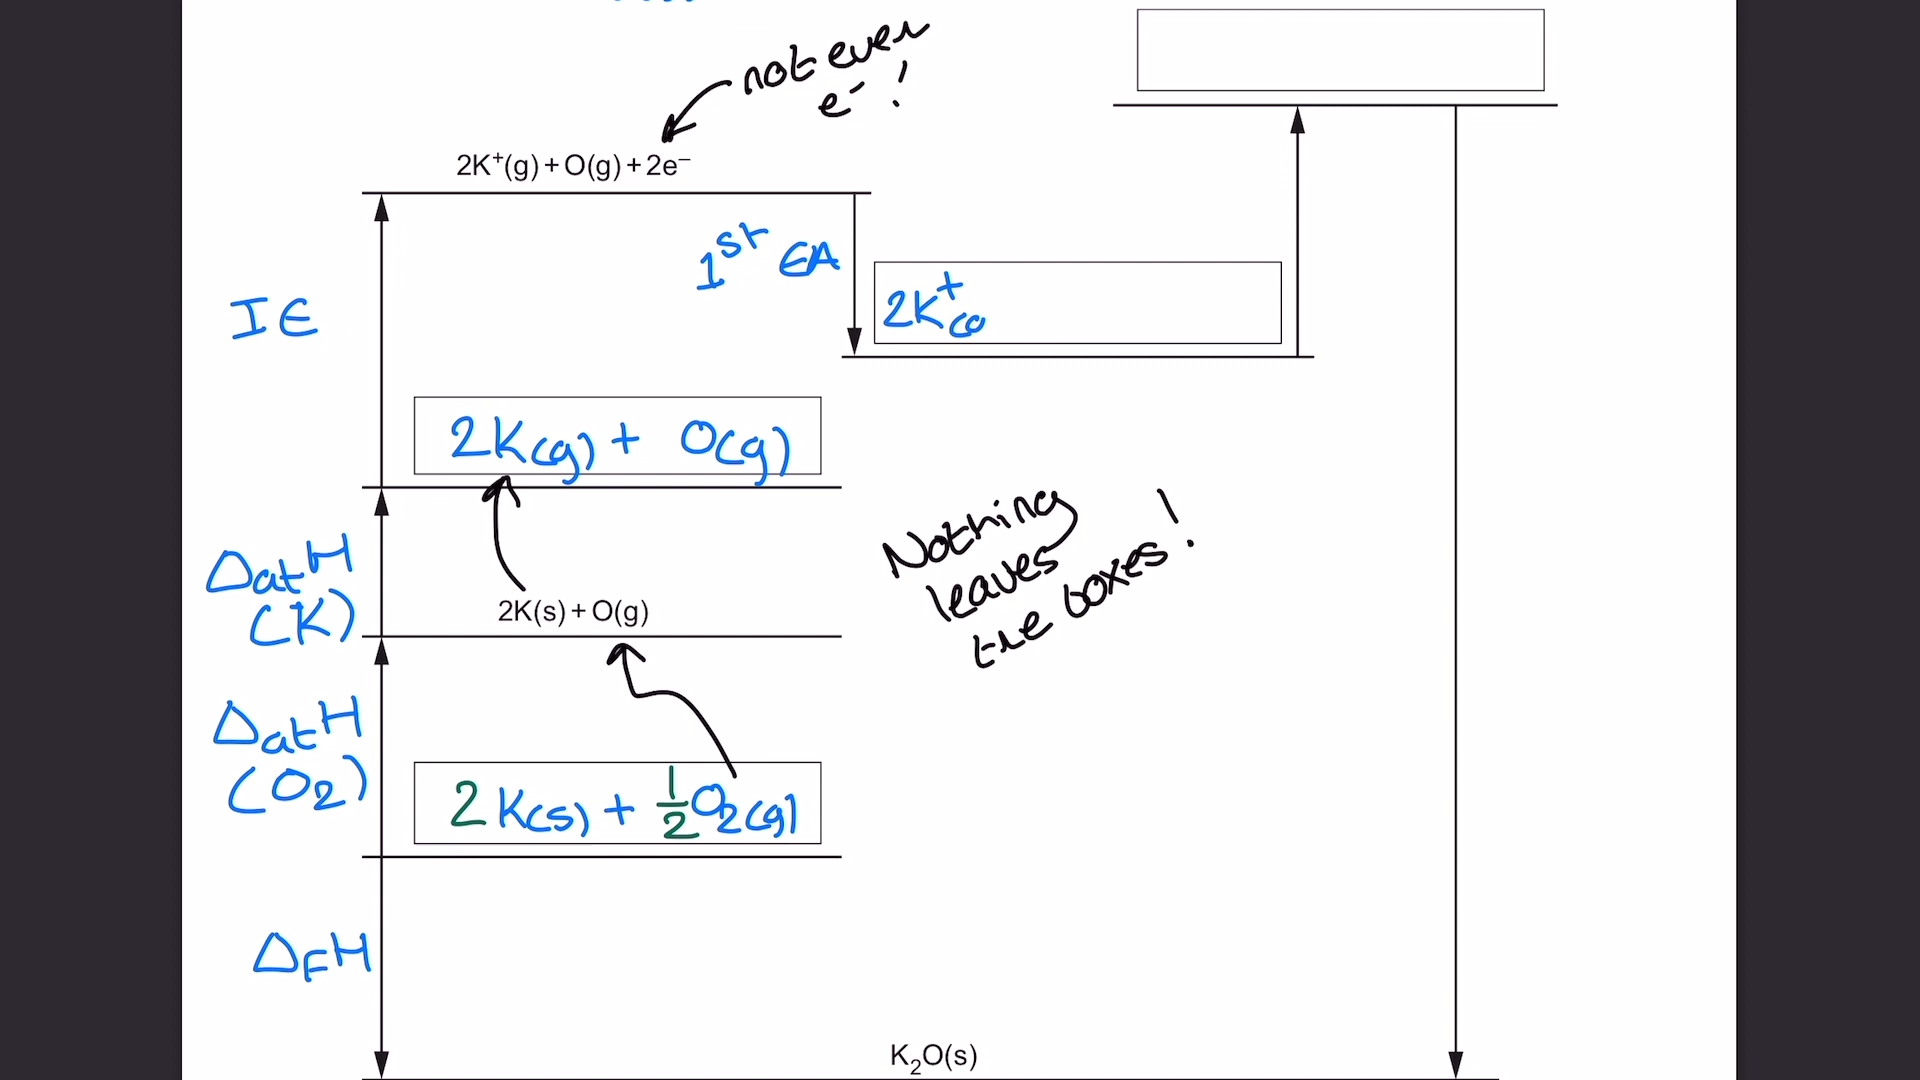 not even
e⁻ !
2K⁺(g) + O(g) + 2e⁻
1st EA
IE
2K⁺
2K(g) + O(g)
Nothing
leaves
the boxes!
ΔatH
(K)
2K(s) + O(g)
ΔatH
(O₂)
2K(s) + ½O₂(g)
ΔFH
K₂O(s)